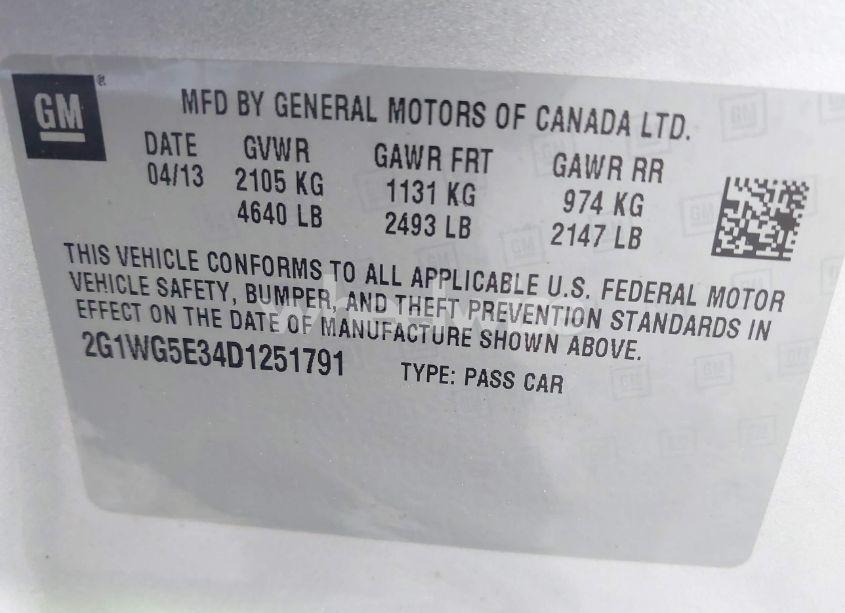 GM®
MFD BY GENERAL MOTORS OF CANADA LTD.
DATE GVWR GAWR FRT GAWR RR
04/13 2105 KG 1131 KG 974 KG
4640 LB 2493 LB 2147 LB
THIS VEHICLE CONFORMS TO ALL APPLICABLE U.S. FEDERAL MOTOR
VEHICLE SAFETY, BUMPER, AND THEFT PREVENTION STANDARDS IN
EFFECT ON THE DATE OF MANUFACTURE SHOWN ABOVE.
2G1WG5E34D1251791 TYPE: PASS CAR